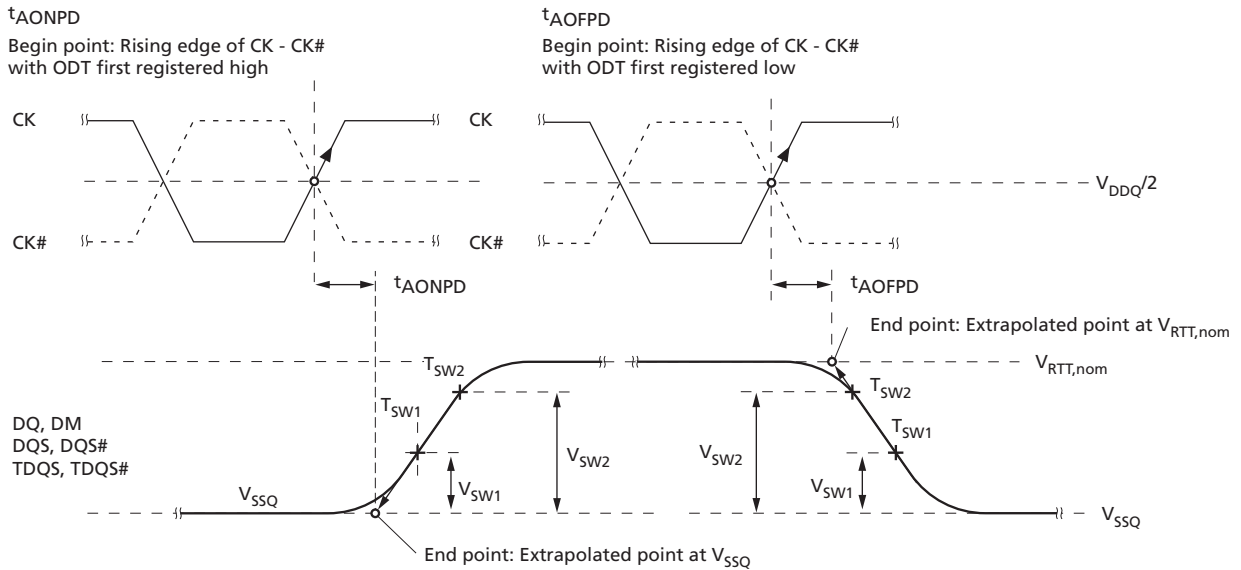 tAONPD
Begin point: Rising edge of CK - CK#
with ODT first registered high
tAOFPD
Begin point: Rising edge of CK - CK#
with ODT first registered low
CK
CK
VDDQ/2
CK#
CK#
tAONPD
tAOFPD
End point: Extrapolated point at VRTT,nom
TSW2
VRTT,nom
TSW2
TSW1
DQ, DM
DQS, DQS#
TDQS, TDQS#
TSW1
VSW2
VSW2
VSW1
VSW1
VSSQ
VSSQ
End point: Extrapolated point at VSSQ